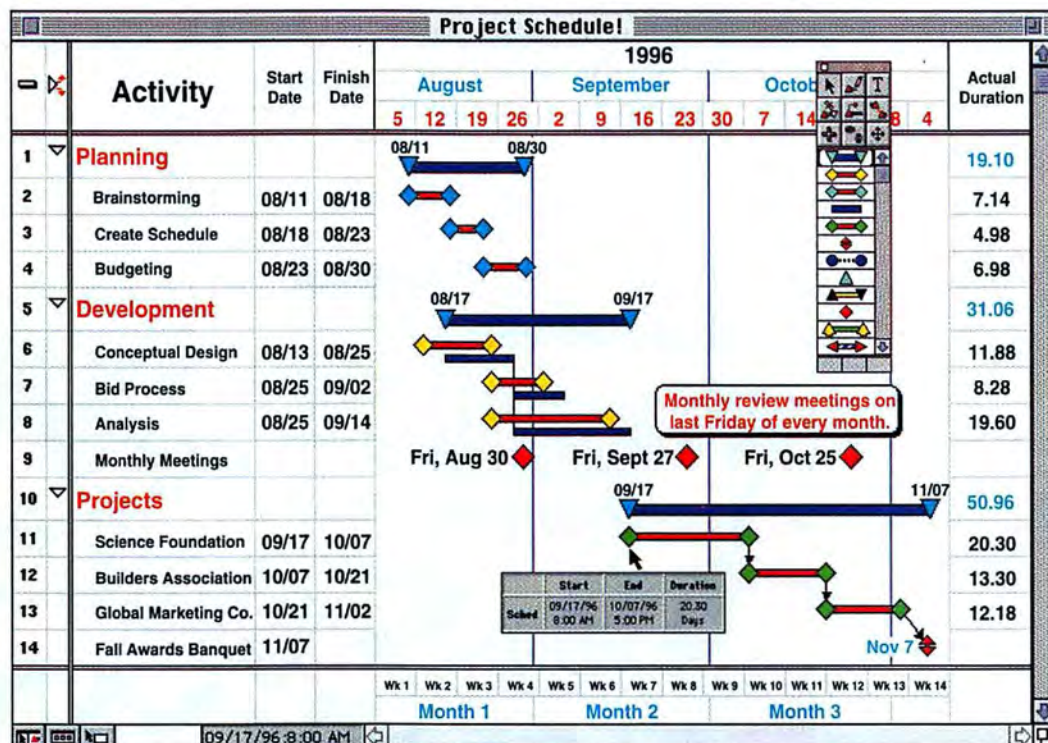 Project Schedule!
1996
Activity
Start Date
Finish Date
August
September
Octob
Actual Duration
5 12 19 26 2 9 16 23 30 7 14 8 4
1 Planning 08/11 08/30 19.10
2 Brainstorming 08/11 08/18 7.14
3 Create Schedule 08/18 08/23 4.98
4 Budgeting 08/23 08/30 6.98
5 Development 08/17 09/17 31.06
6 Conceptual Design 08/13 08/25 11.88
7 Bid Process 08/25 09/02 8.28
Monthly review meetings on
last Friday of every month.
8 Analysis 08/25 09/14 19.60
9 Monthly Meetings Fri, Aug 30 Fri, Sept 27 Fri, Oct 25
10 Projects 09/17 11/07 50.96
11 Science Foundation 09/17 10/07 20.30
12 Builders Association 10/07 10/21 13.30
Start End Duration
Sched 09/17/96 8:00 AM 10/07/96 5:00 PM 20.30 Days
13 Global Marketing Co. 10/21 11/02 12.18
14 Fall Awards Banquet 11/07 Nov 7
Wk 1 Wk 2 Wk 3 Wk 4 Wk 5 Wk 6 Wk 7 Wk 8 Wk 9 Wk 10 Wk 11 Wk 12 Wk 13 Wk 14
Month 1 Month 2 Month 3
09/17/96 8:00 AM
T